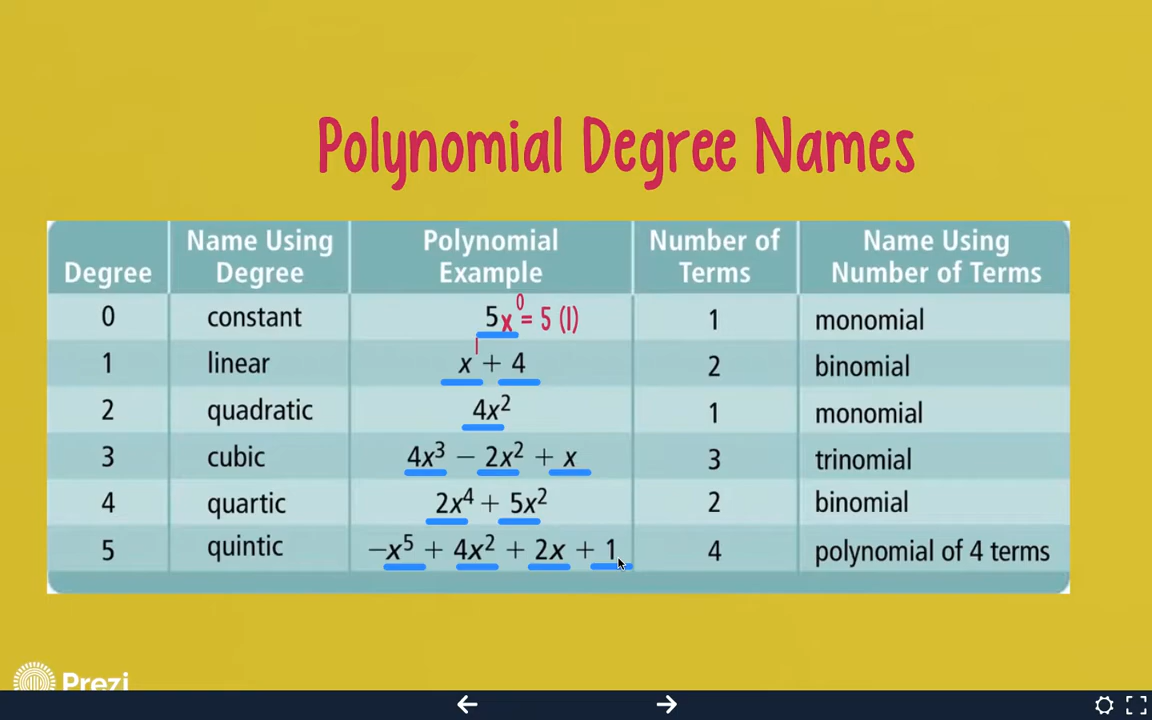 Polynomial Degree Names
Degree Name Using Degree Polynomial Example Number of Terms Name Using Number of Terms
0 constant 5x⁰ = 5 (1) 1 monomial
1 linear x¹ + 4 2 binomial
2 quadratic 4x² 1 monomial
3 cubic 4x³ − 2x² + x 3 trinomial
4 quartic 2x⁴ + 5x² 2 binomial
5 quintic −x⁵ + 4x² + 2x + 1 4 polynomial of 4 terms
Prezi